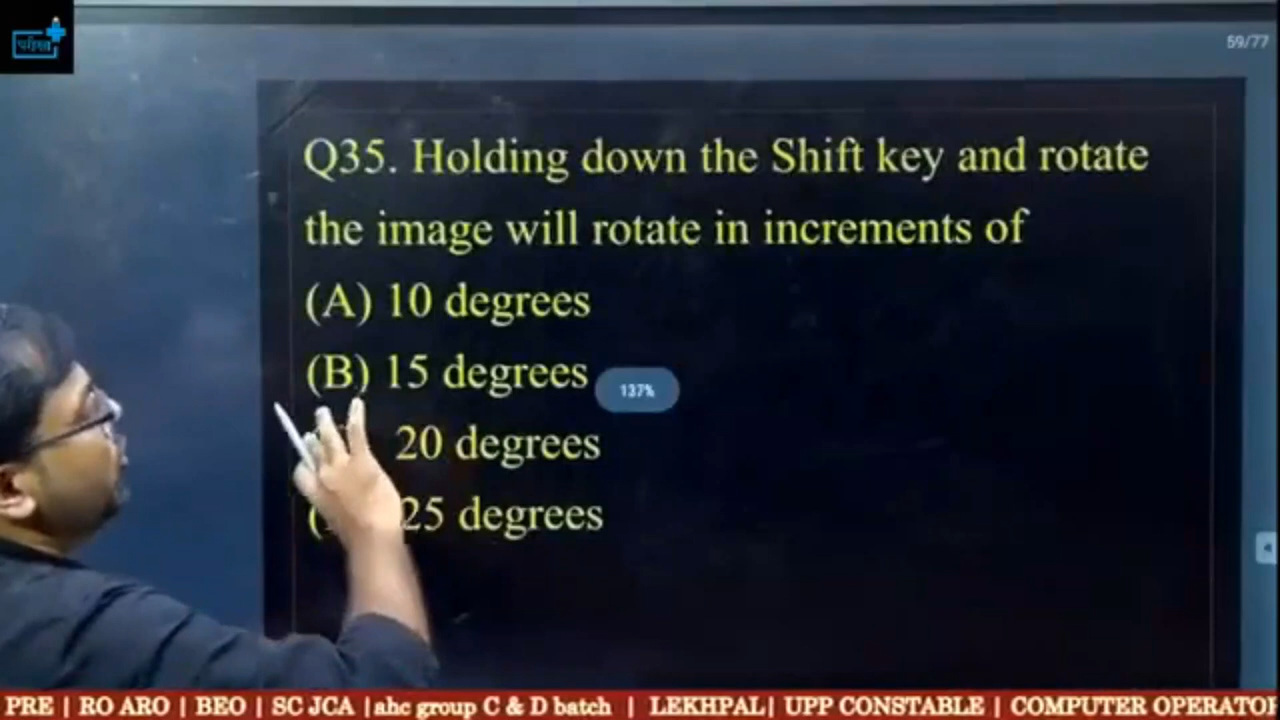 परीक्षा
59/77
Q35. Holding down the Shift key and rotate
the image will rotate in increments of
(A) 10 degrees
(B) 15 degrees
137%
20 degrees
25 degrees
PRE | RO ARO | BEO | SC JCA |ahc group C & D batch | LEKHPAL| UPP CONSTABLE | COMPUTER OPERATOR